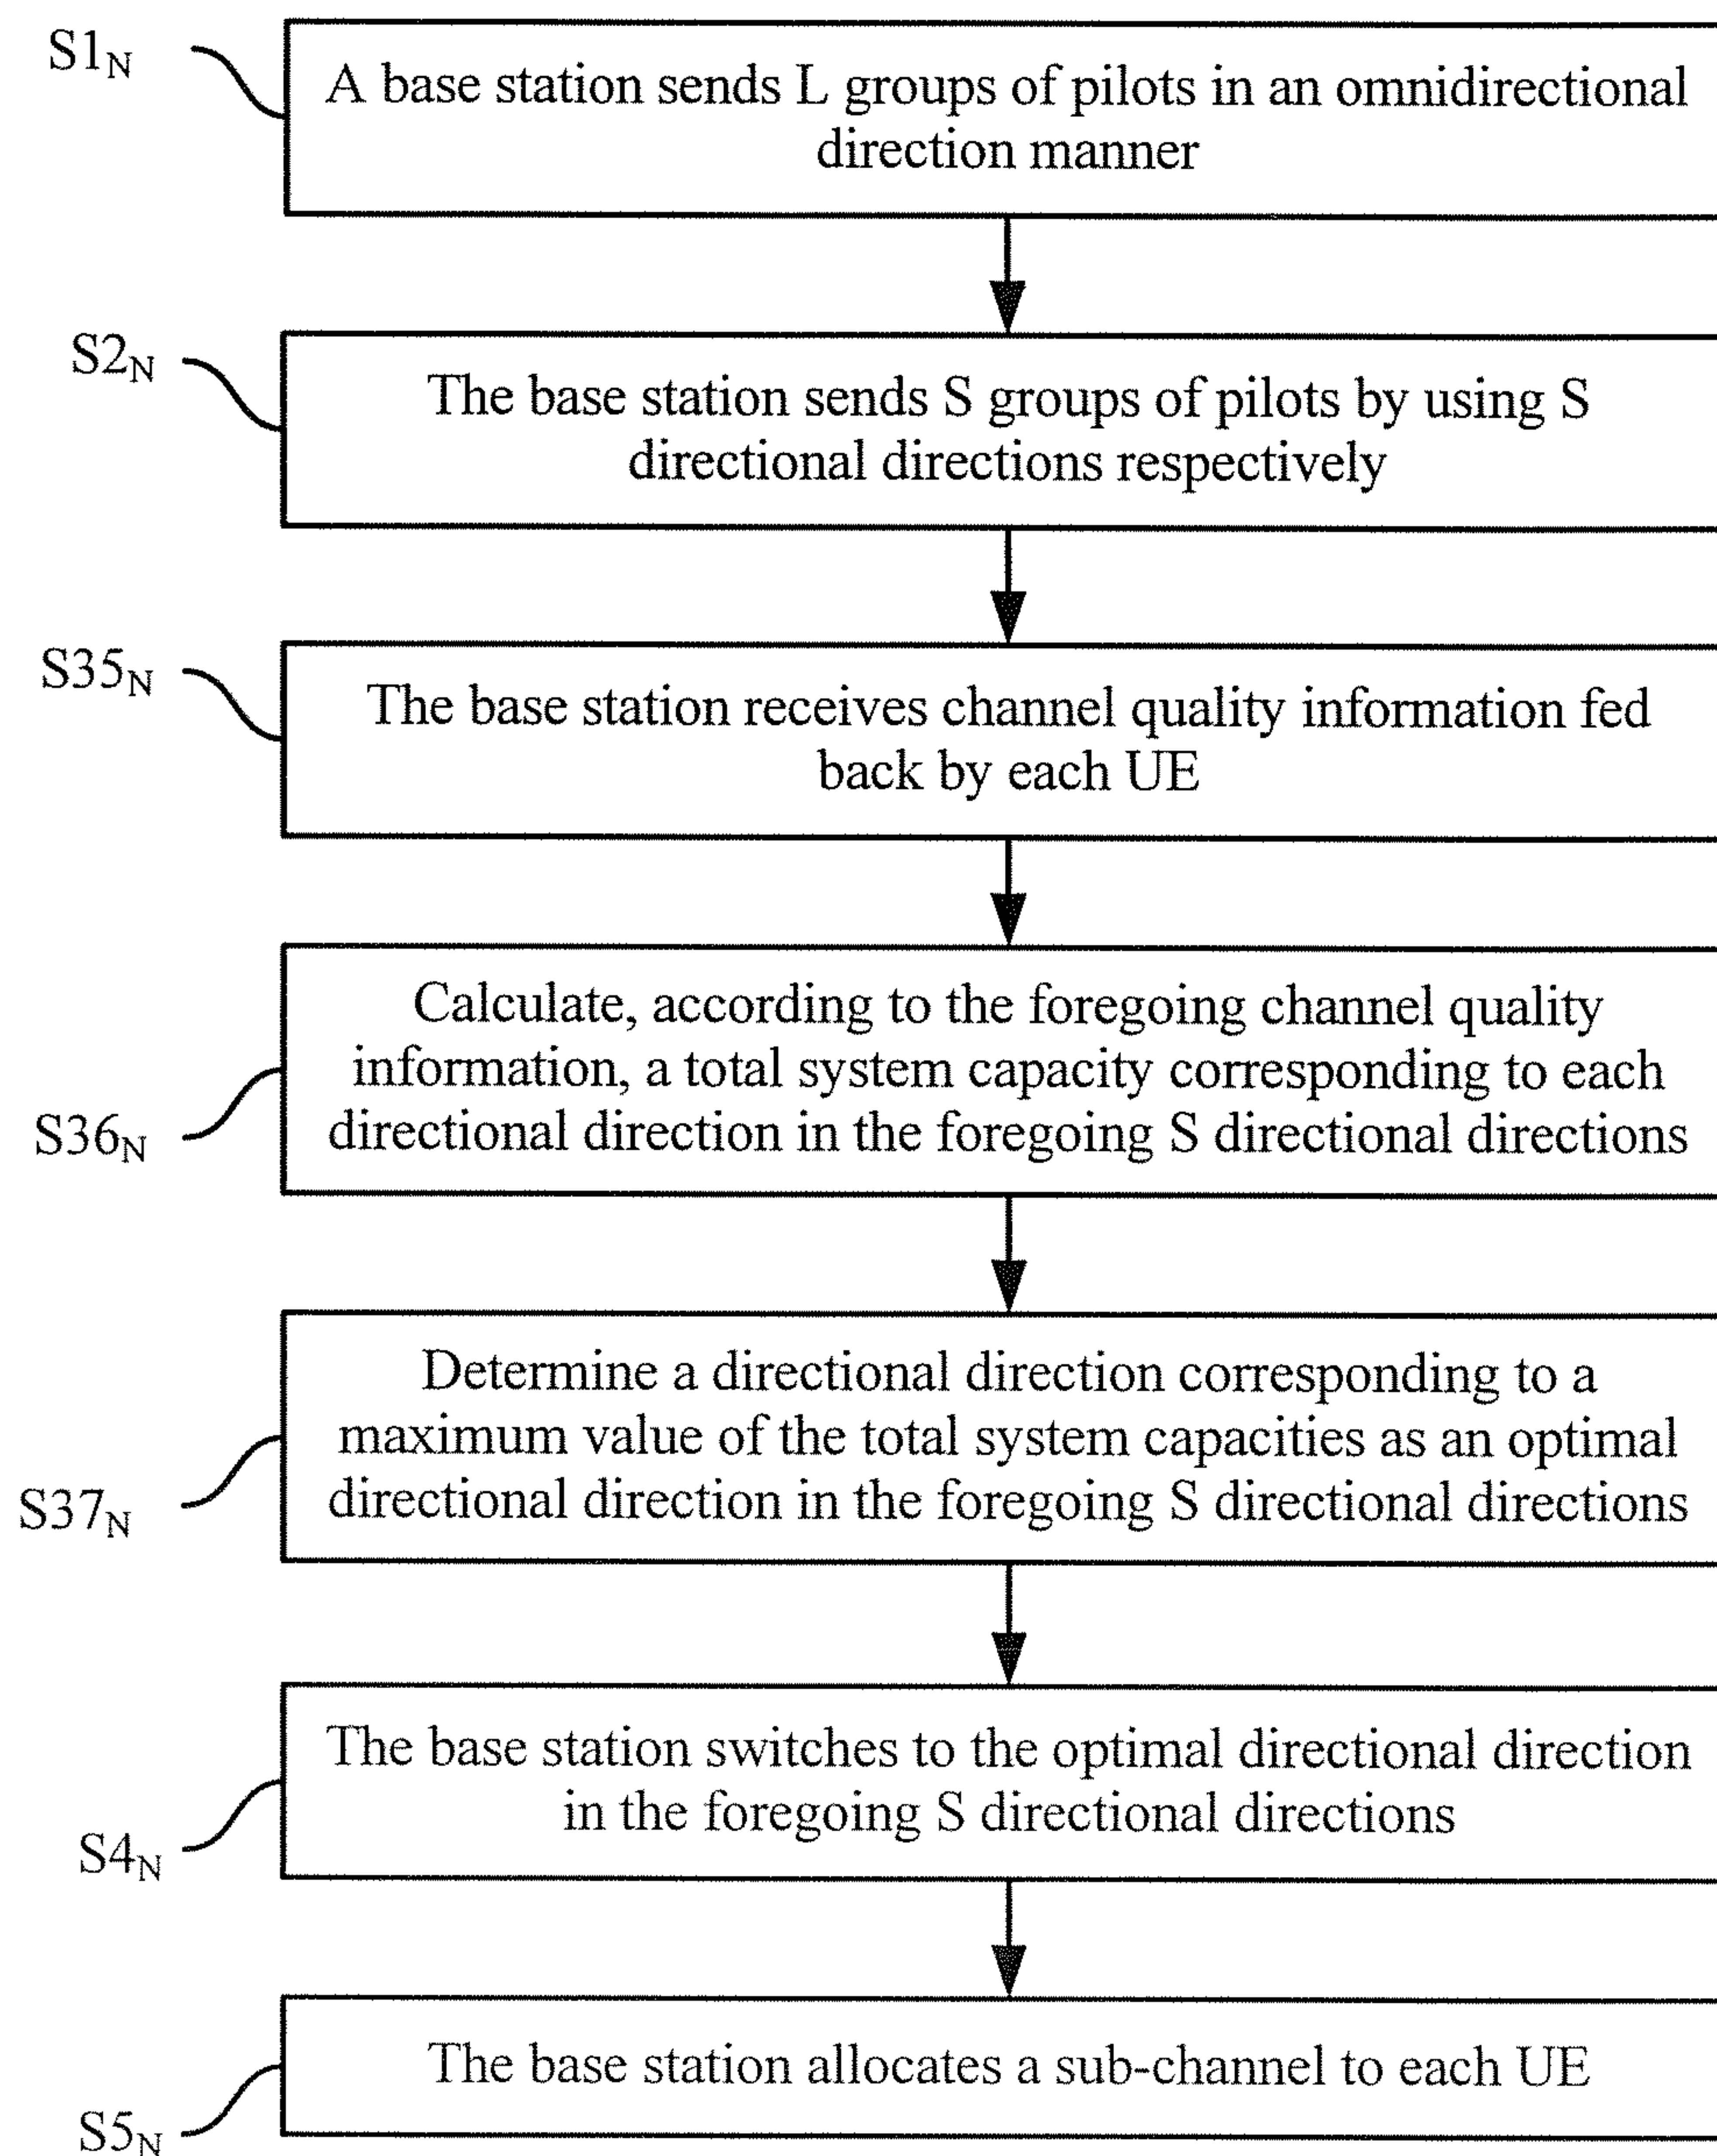 S1N
A base station sends L groups of pilots in an omnidirectional
direction manner
S2N
The base station sends S groups of pilots by using S
directional directions respectively
S35N
The base station receives channel quality information fed
back by each UE
Calculate, according to the foregoing channel quality
information, a total system capacity corresponding to each
directional direction in the foregoing S directional directions
S36N
Determine a directional direction corresponding to a
maximum value of the total system capacities as an optimal
directional direction in the foregoing S directional directions
S37N
The base station switches to the optimal directional direction
in the foregoing S directional directions
S4N
The base station allocates a sub-channel to each UE
S5N